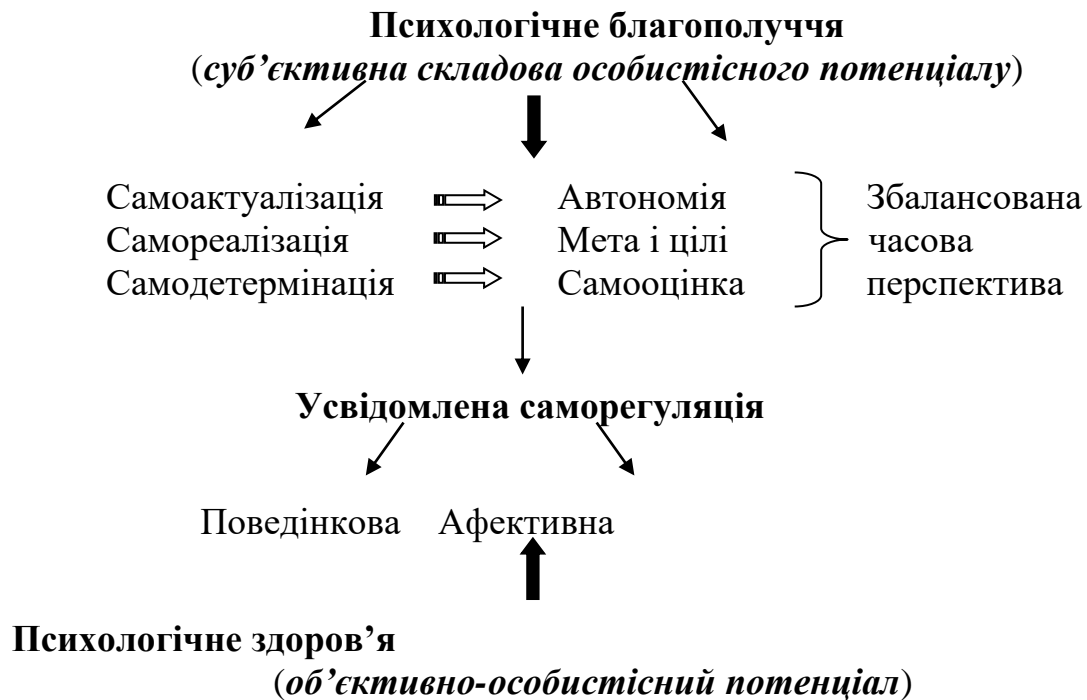 Психологічне благополуччя
(суб’єктивна складова особистісного потенціалу)
Самоактуалізація Автономія Збалансована
Самореалізація Мета і цілі часова
Самодетермінація Самооцінка перспектива
Усвідомлена саморегуляція
Поведінкова Афективна
Психологічне здоров’я
(об’єктивно-особистісний потенціал)